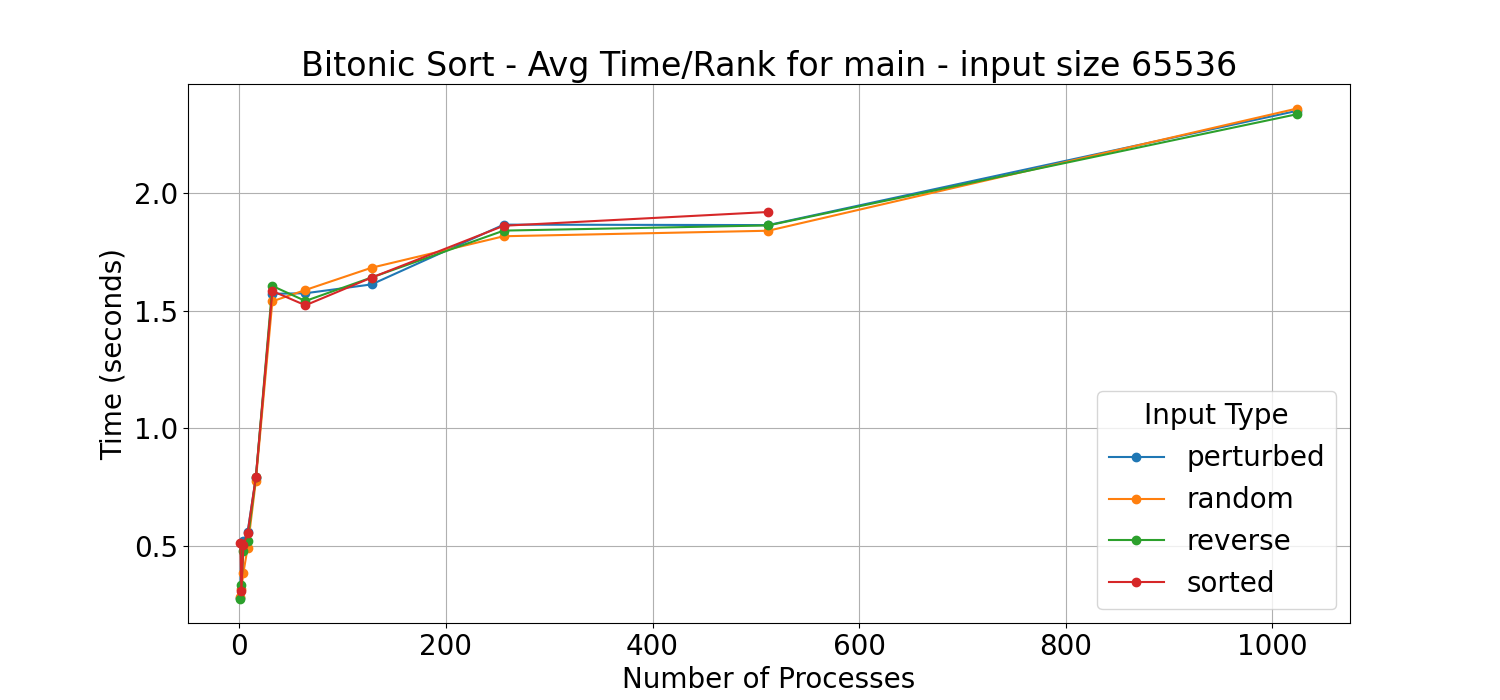 Bitonic Sort - Avg Time/Rank for main - input size 65536
Time (seconds)
2.0
1.5
1.0
0.5
Input Type
perturbed
random
reverse
sorted
0 200 400 600 800 1000
Number of Processes